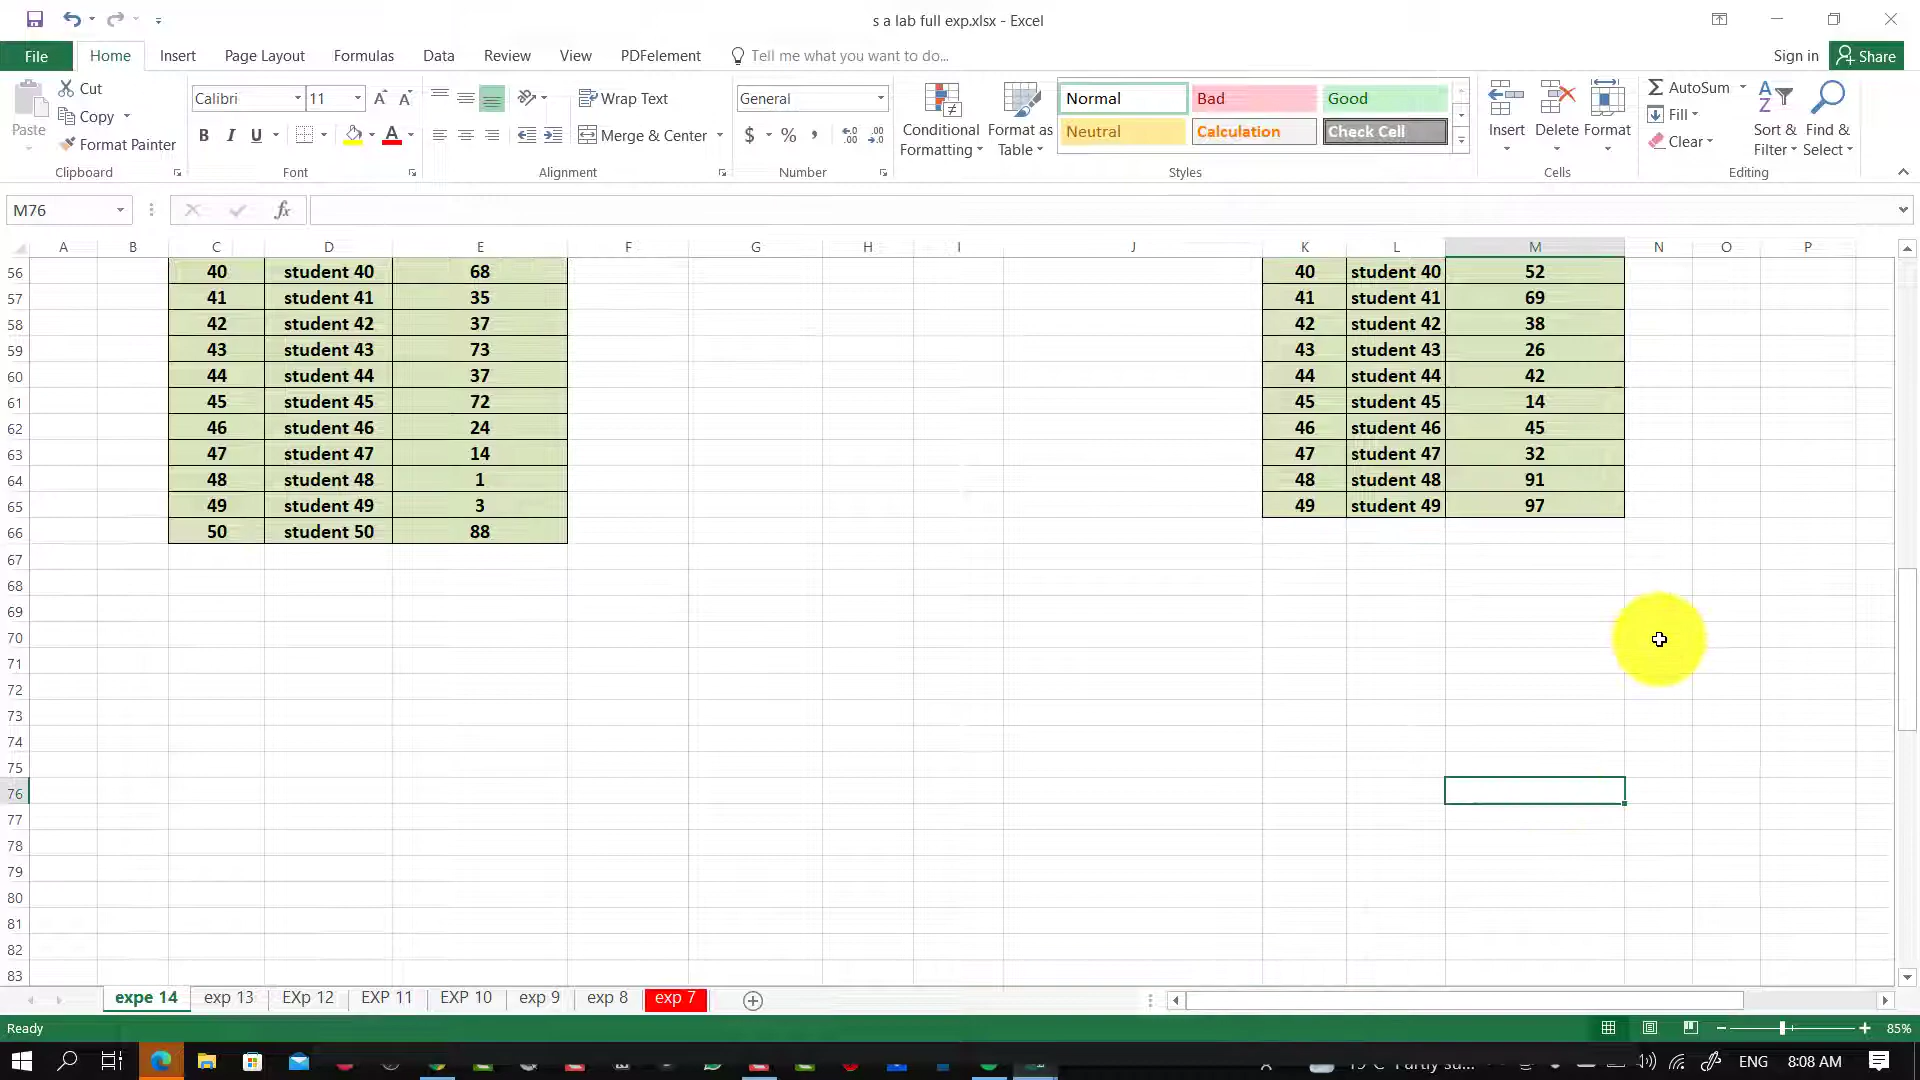 s a lab full exp.xlsx - Excel
File Home Insert Page Layout Formulas Data Review View PDFelement Tell me what you want to do... Sign in Share
Paste
Cut
Copy
Format Painter
Clipboard
Calibri 11
B I U
Font
Wrap Text
Merge & Center
Alignment
General
$ % ,
Number
Conditional Formatting
Format as Table
Normal Bad Good
Neutral Calculation Check Cell
Styles
Insert Delete Format
Cells
AutoSum
Fill
Clear
Sort & Filter
Find & Select
Editing
M76 fx
A B C D E F G H I J K L M N O P
56 40 student 40 68 40 student 40 52
57 41 student 41 35 41 student 41 69
58 42 student 42 37 42 student 42 38
59 43 student 43 73 43 student 43 26
60 44 student 44 37 44 student 44 42
61 45 student 45 72 45 student 45 14
62 46 student 46 24 46 student 46 45
63 47 student 47 14 47 student 47 32
64 48 student 48 1 48 student 48 91
65 49 student 49 3 49 student 49 97
66 50 student 50 88
67
68
69
70
71
72
73
74
75
76
77
78
79
80
81
82
83
expe 14 exp 13 EXp 12 EXP 11 EXP 10 exp 9 exp 8 exp 7
Ready 85%
ENG 8:08 AM